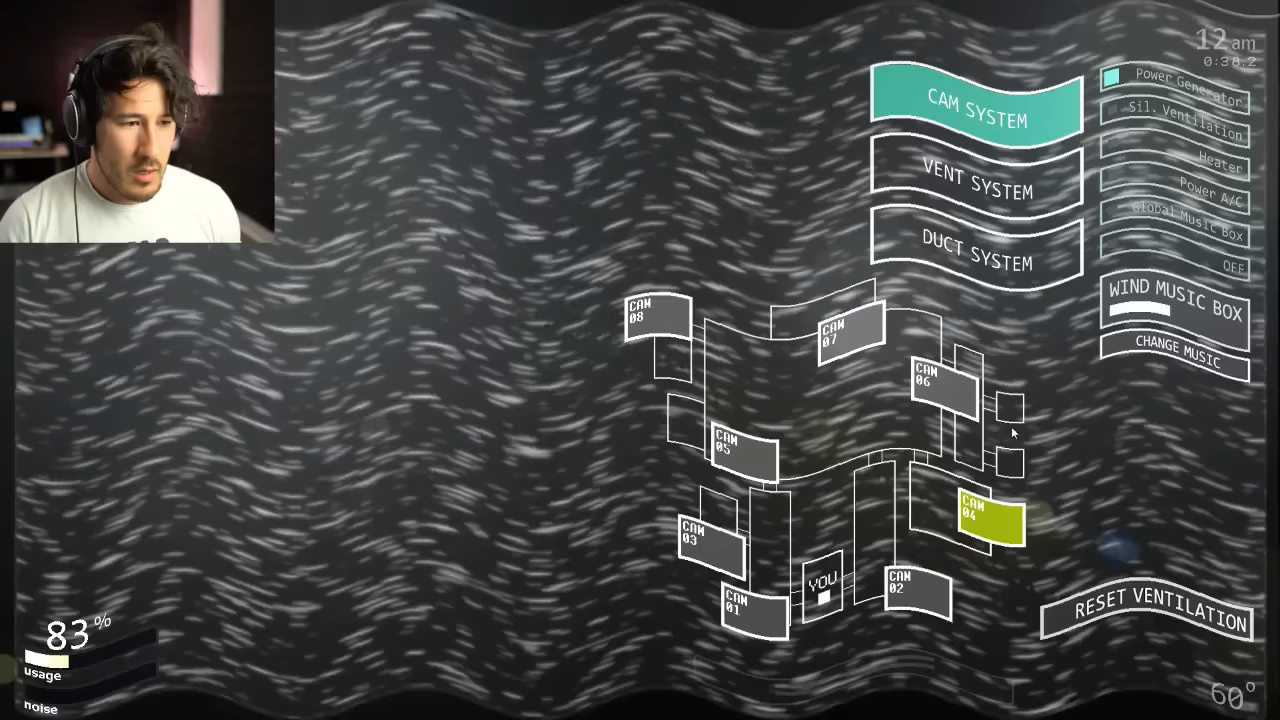 12 am
0:38.2
CAM SYSTEM
VENT SYSTEM
DUCT SYSTEM
Power Generator
Sil. Ventilation
Heater
Power A/C
Global Music Box
OFF
WIND MUSIC BOX
CHANGE MUSIC
CAM
08
CAM
07
CAM
06
CAM
05
CAM
04
CAM
03
YOU
CAM
02
CAM
01
RESET VENTILATION
83%
usage
noise
60°